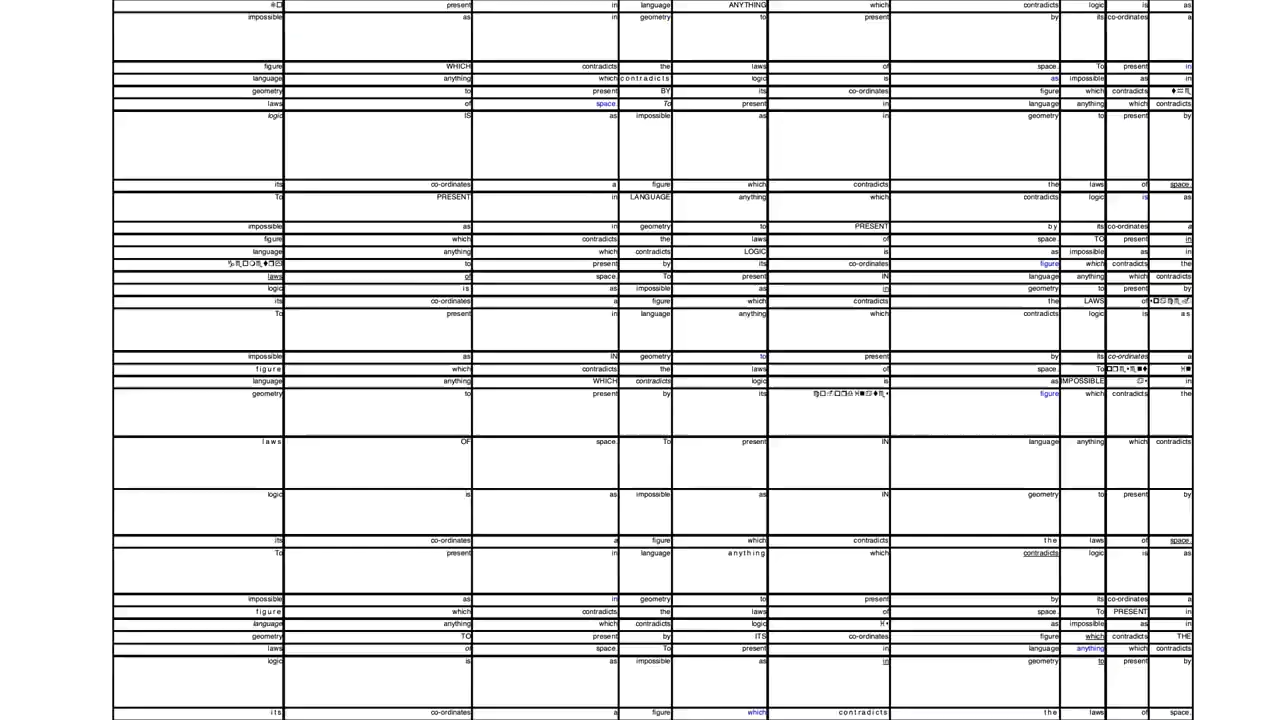 present in language ANYTHING which contradicts logic is as
impossible as in geometry to present by its co-ordinates a
figure WHICH contradicts the laws of space. To present in
language anything which contradicts logic is as impossible as in
geometry to present BY its co-ordinates figure which contradicts
laws of space. To present in language anything which contradicts
logic IS as impossible as in geometry to present by
its co-ordinates a figure which contradicts the laws of space.
To PRESENT in LANGUAGE anything which contradicts logic is as
impossible as in geometry to PRESENT by its co-ordinates a
figure which contradicts the laws of space. TO present in
language anything which contradicts LOGIC is as impossible as in
to present by its co-ordinates figure which contradicts the
laws of space. To present IN language anything which contradicts
logic is as impossible as in geometry to present by
its co-ordinates a figure which contradicts the LAWS of
To present in language anything which contradicts logic is as
impossible as IN geometry to present by its co-ordinates a
figure which contradicts the laws of space. To
language anything WHICH contradicts logic is as IMPOSSIBLE in
geometry to present by its figure which contradicts the
laws OF space. To present IN language anything which contradicts
logic is as impossible as IN geometry to present by
its co-ordinates a figure which contradicts the laws of space.
To present in language anything which contradicts logic is as
impossible as in geometry to present by its co-ordinates a
figure which contradicts the laws of space. To PRESENT in
language anything which contradicts logic as impossible as in
geometry TO present by ITS co-ordinates figure which contradicts THE
laws of space. To present in language anything which contradicts
logic is as impossible as in geometry to present by
its co-ordinates a figure which contradicts the laws of space.